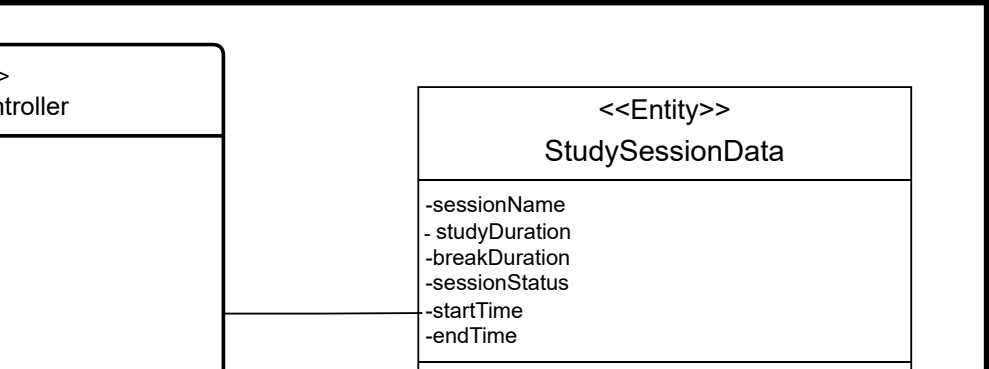 >
ntroller
<<Entity>>
StudySessionData
-sessionName
- studyDuration
-breakDuration
-sessionStatus
-startTime
-endTime